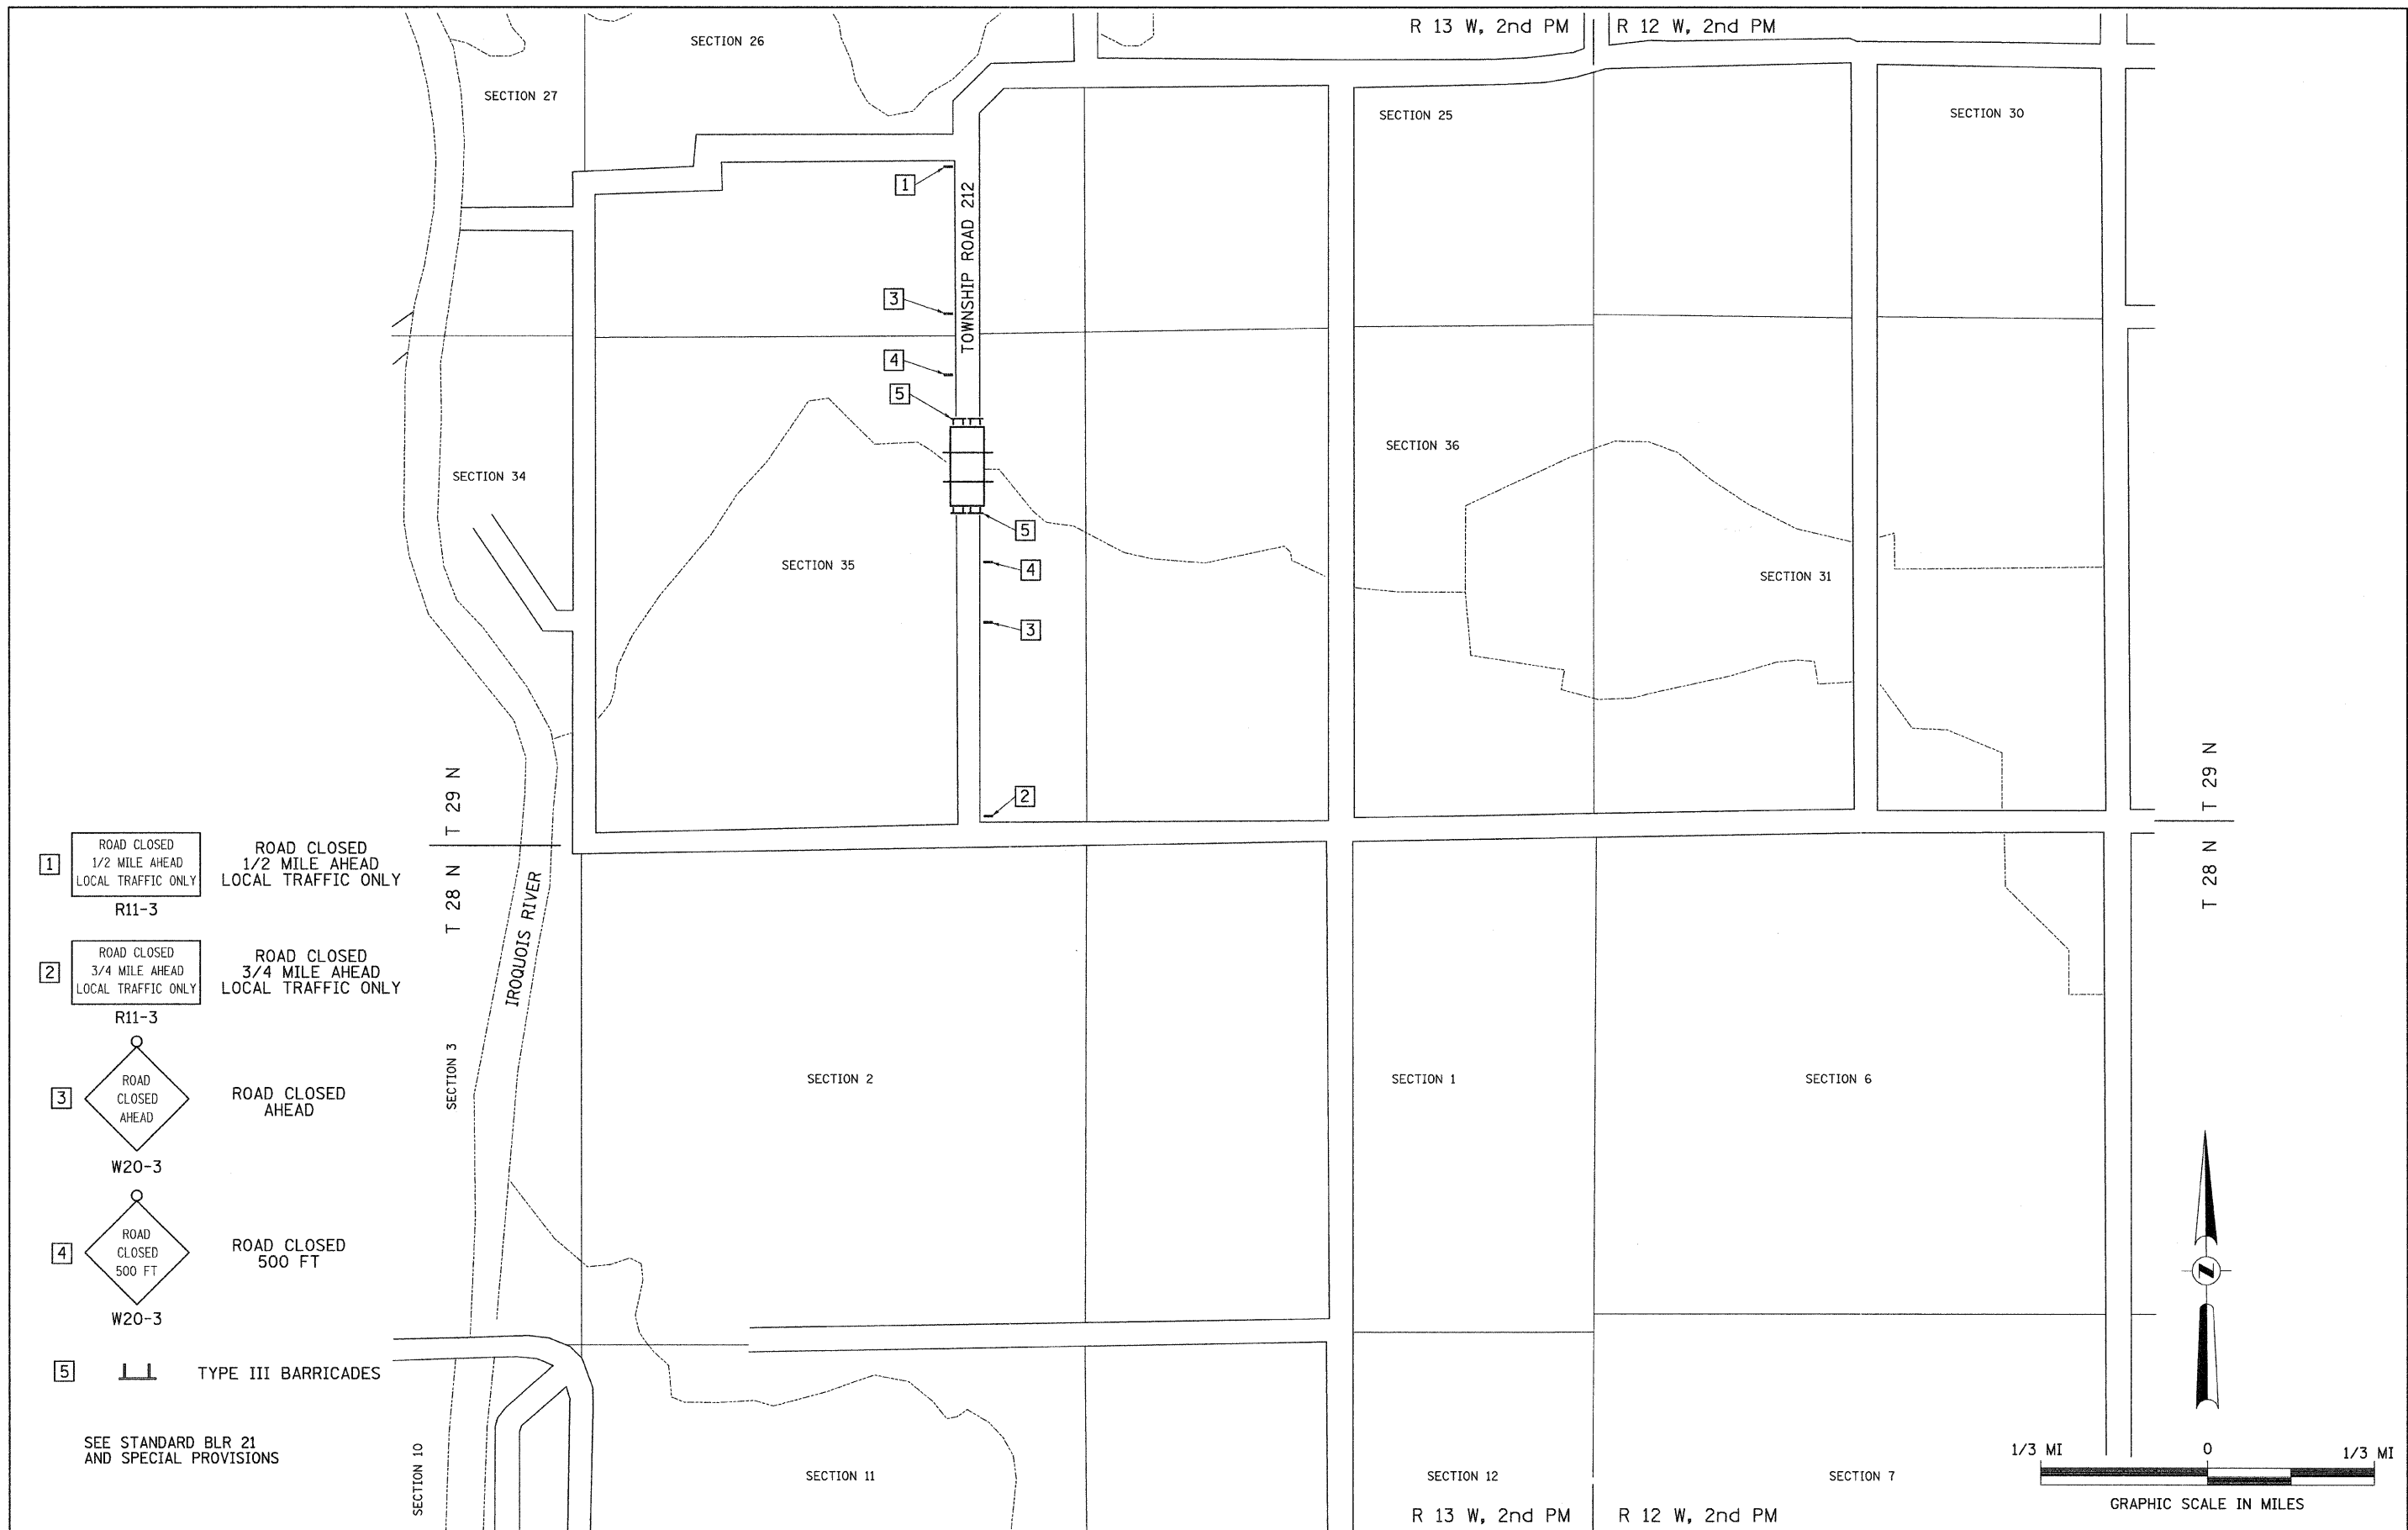 R 13 W, 2nd PM
R 12 W, 2nd PM
SECTION 26
SECTION 27
SECTION 25
SECTION 30
1
TOWNSHIP ROAD 212
3
4
5
SECTION 36
SECTION 34
5
SECTION 35
4
SECTION 31
3
2
T 29 N
T 28 N
T 29 N
T 28 N
IROQUOIS RIVER
1
ROAD CLOSED
1/2 MILE AHEAD
LOCAL TRAFFIC ONLY
R11-3
ROAD CLOSED
1/2 MILE AHEAD
LOCAL TRAFFIC ONLY
2
ROAD CLOSED
3/4 MILE AHEAD
LOCAL TRAFFIC ONLY
R11-3
ROAD CLOSED
3/4 MILE AHEAD
LOCAL TRAFFIC ONLY
3
ROAD
CLOSED
AHEAD
W20-3
ROAD CLOSED
AHEAD
4
ROAD
CLOSED
500 FT
W20-3
ROAD CLOSED
500 FT
5
TYPE III BARRICADES
SEE STANDARD BLR 21
AND SPECIAL PROVISIONS
SECTION 3
SECTION 2
SECTION 1
SECTION 6
SECTION 10
SECTION 11
SECTION 12
SECTION 7
R 13 W, 2nd PM
R 12 W, 2nd PM
Z
1/3 MI
0
1/3 MI
GRAPHIC SCALE IN MILES